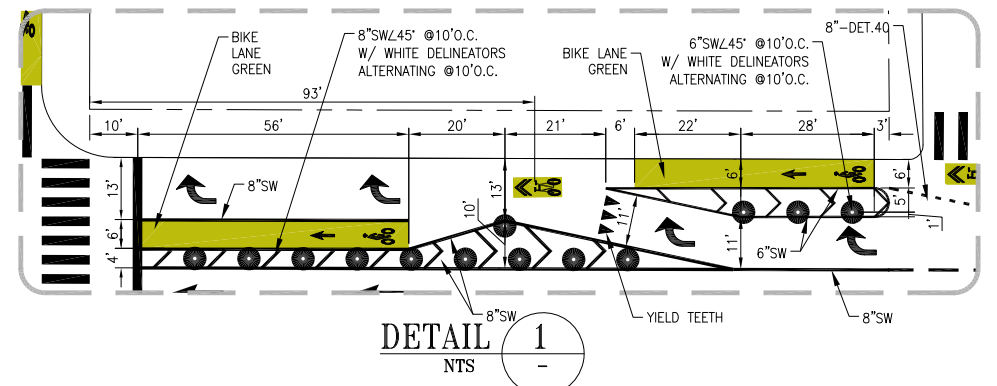 BIKE
LANE
GREEN
8"SW∠45° @10'O.C.
W/ WHITE DELINEATORS
ALTERNATING @10'O.C.
BIKE LANE
GREEN
6"SW∠45° @10'O.C.
W/ WHITE DELINEATORS
ALTERNATING @10'O.C.
8"-DET.40
93'
10'
56'
20'
21'
6'
22'
28'
3'
13'
8"SW
13'
6'
6'
10'
11'
5'
6'
4'
11'
1'
6"SW
8"SW
YIELD TEETH
8"SW
DETAIL
1
NTS
-